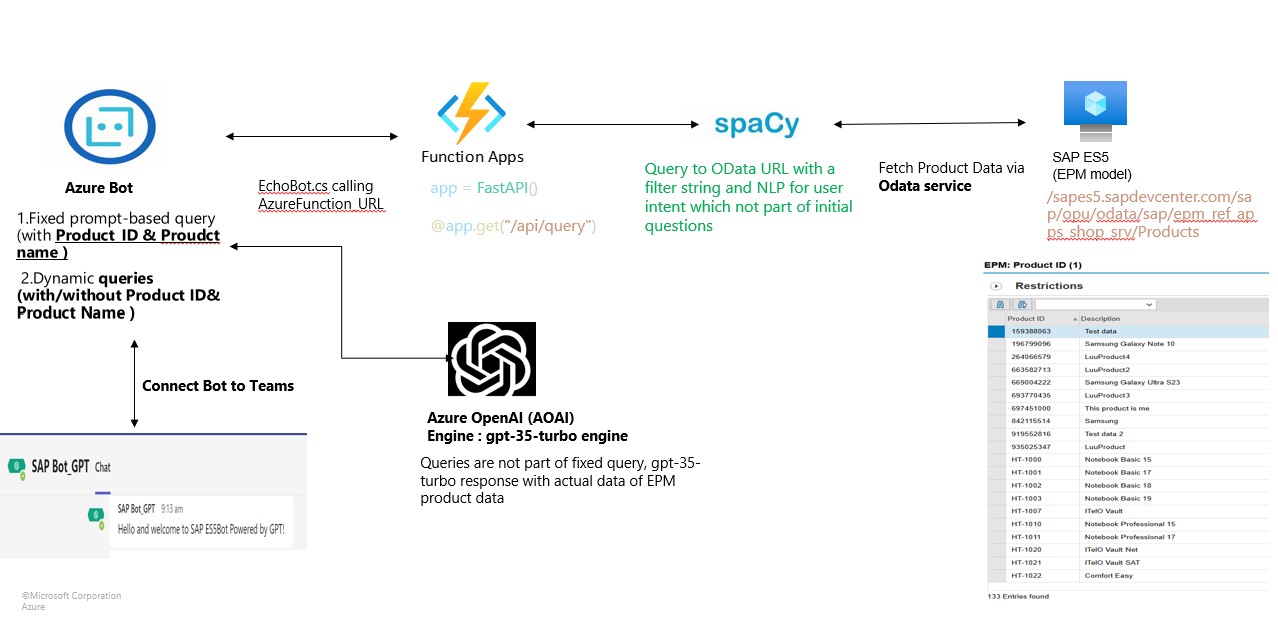 Azure Bot
1.Fixed prompt-based query
(with Product ID & Proudct
name )
2.Dynamic queries
(with/without Product ID&
Product Name )
EchoBot.cs calling
AzureFunction_URL
Function Apps
app = FastAPI()
@app.get("/api/query")
spaCy
Query to OData URL with a
filter string and NLP for user
intent which not part of initial
questions
Fetch Product Data via
Odata service
SAP ES5
(EPM model)
/sapes5.sapdevcenter.com/sa
p/opu/odata/sap/epm_ref_ap
ps_shop_srv/Products
Connect Bot to Teams
SAP Bot_GPT Chat
SAP Bot_GPT 9:13 am
Hello and welcome to SAP ES5Bot Powered by GPT!
Azure OpenAI (AOAI)
Engine : gpt-35-turbo engine
Queries are not part of fixed query, gpt-35-
turbo response with actual data of EPM
product data
EPM: Product ID (1)
Restrictions
Product ID Description
159388063 Test data
196799096 Samsung Galaxy Note 10
264066579 LuuProduct4
663582713 LuuProduct2
669004222 Samsung Galaxy Ultra S23
693770435 LuuProduct3
697451000 This product is me
842115514 Samsung
919552816 Test data 2
935025347 LuuProduct
HT-1000 Notebook Basic 15
HT-1001 Notebook Basic 17
HT-1002 Notebook Basic 18
HT-1003 Notebook Basic 19
HT-1007 ITelO Vault
HT-1010 Notebook Professional 15
HT-1011 Notebook Professional 17
HT-1020 ITelO Vault Net
HT-1021 ITelO Vault SAT
HT-1022 Comfort Easy
133 Entries found
©Microsoft Corporation
Azure